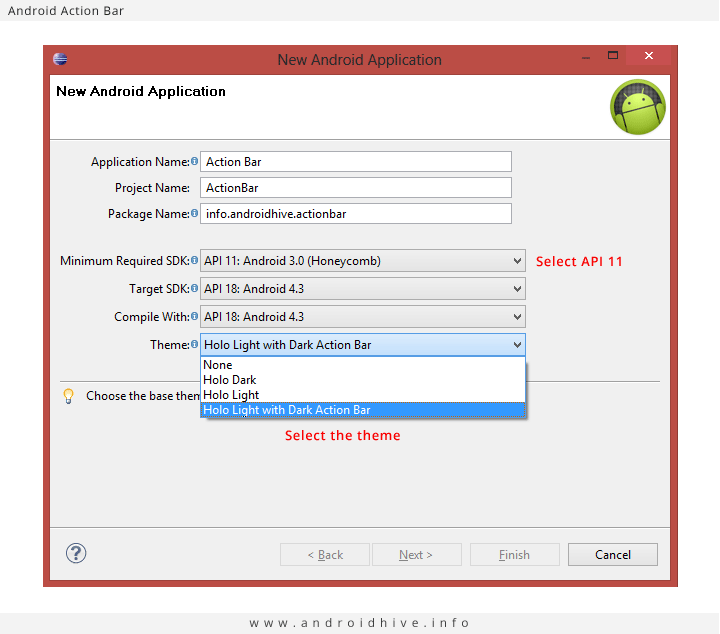 Android Action Bar
New Android Application
New Android Application
Application Name: Action Bar
Project Name: ActionBar
Package Name: info.androidhive.actionbar
Minimum Required SDK: API 11: Android 3.0 (Honeycomb) Select API 11
Target SDK: API 18: Android 4.3
Compile With: API 18: Android 4.3
Theme: Holo Light with Dark Action Bar
None
Holo Dark
Choose the base Holo Light
Holo Light with Dark Action Bar
Select the theme
? < Back Next > Finish Cancel
www.androidhive.info